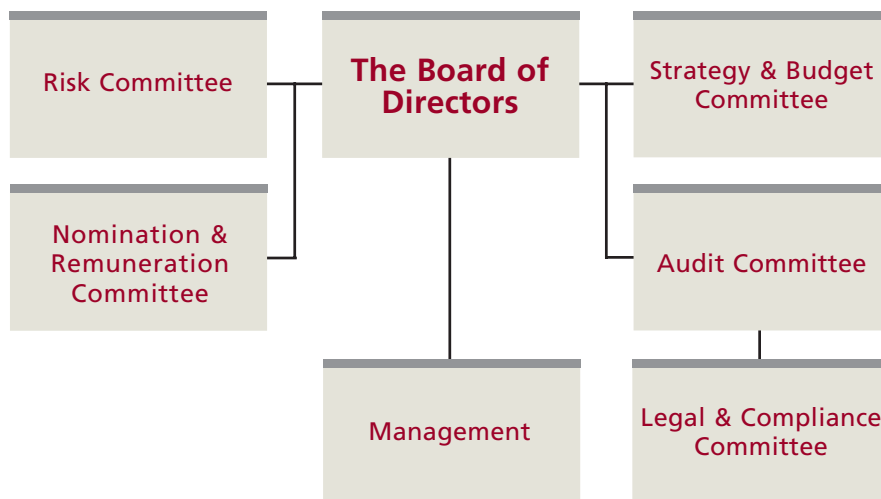 Risk Committee
The Board of
Directors
Strategy & Budget
Committee
Nomination &
Remuneration
Committee
Audit Committee
Management
Legal & Compliance
Committee